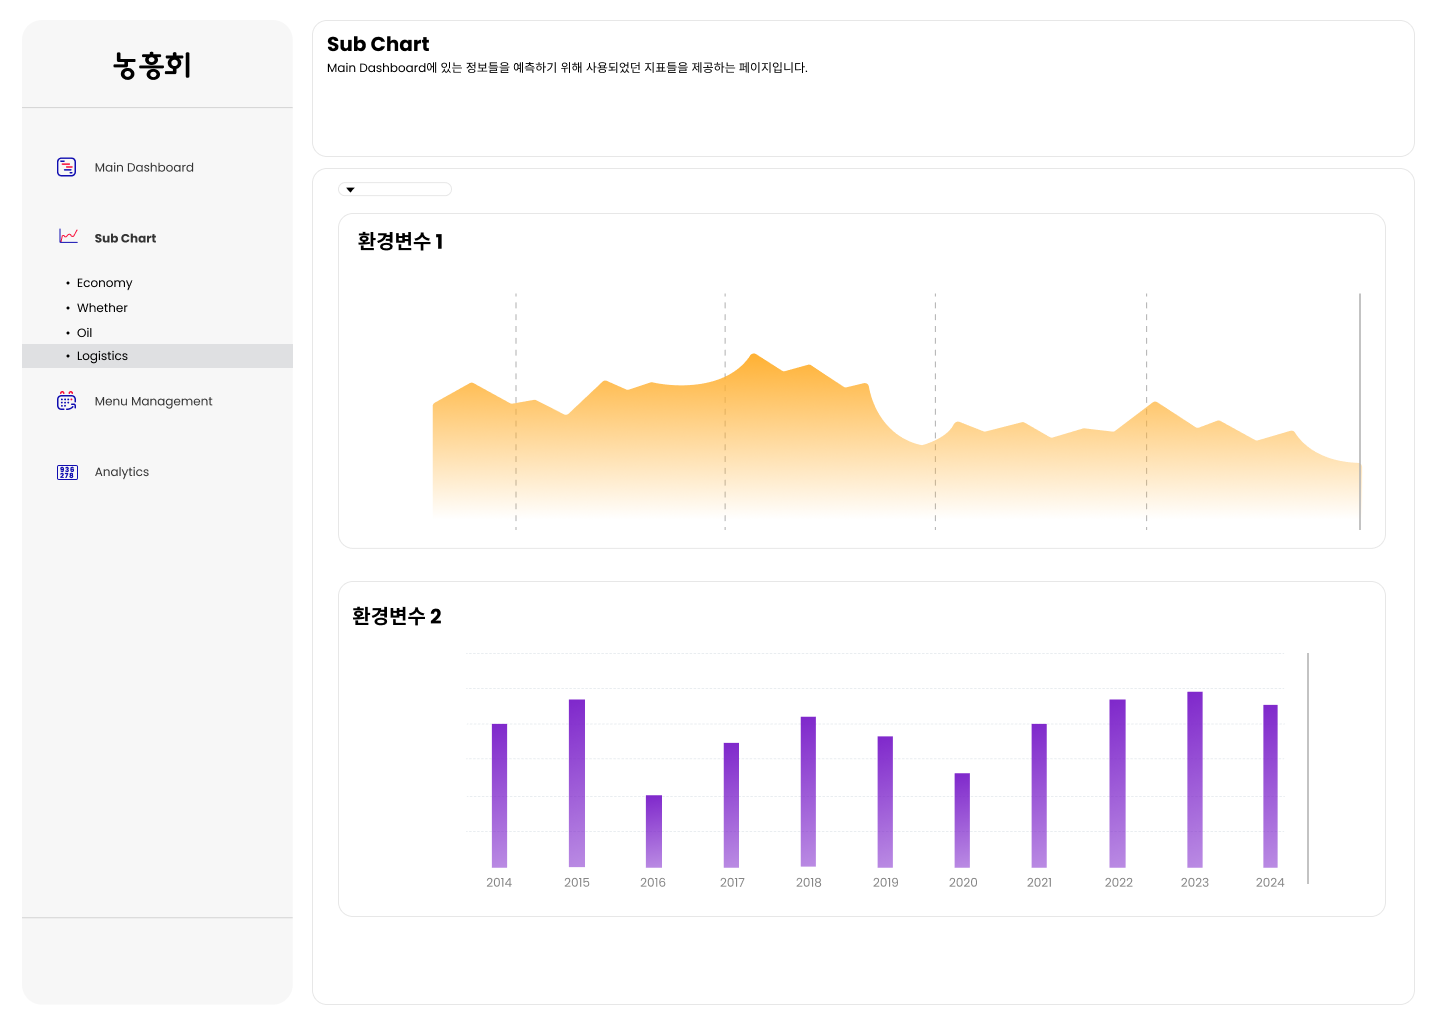 농흥회
Main Dashboard
Sub Chart
• Economy
• Whether
• Oil
• Logistics
Menu Management
936
278
Analytics
Sub Chart
Main Dashboard에 있는 정보들을 예측하기 위해 사용되었던 지표들을 제공하는 페이지입니다.
환경변수 1
환경변수 2
2014 2015 2016 2017 2018 2019 2020 2021 2022 2023 2024